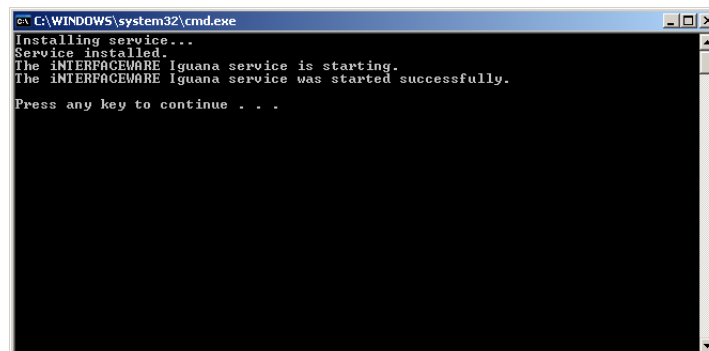 C:\WINDOWS\system32\cmd.exe
Installing service...
Service installed.
The iNTERFACEWARE Iguana service is starting.
The iNTERFACEWARE Iguana service was started successfully.
Press any key to continue . . .